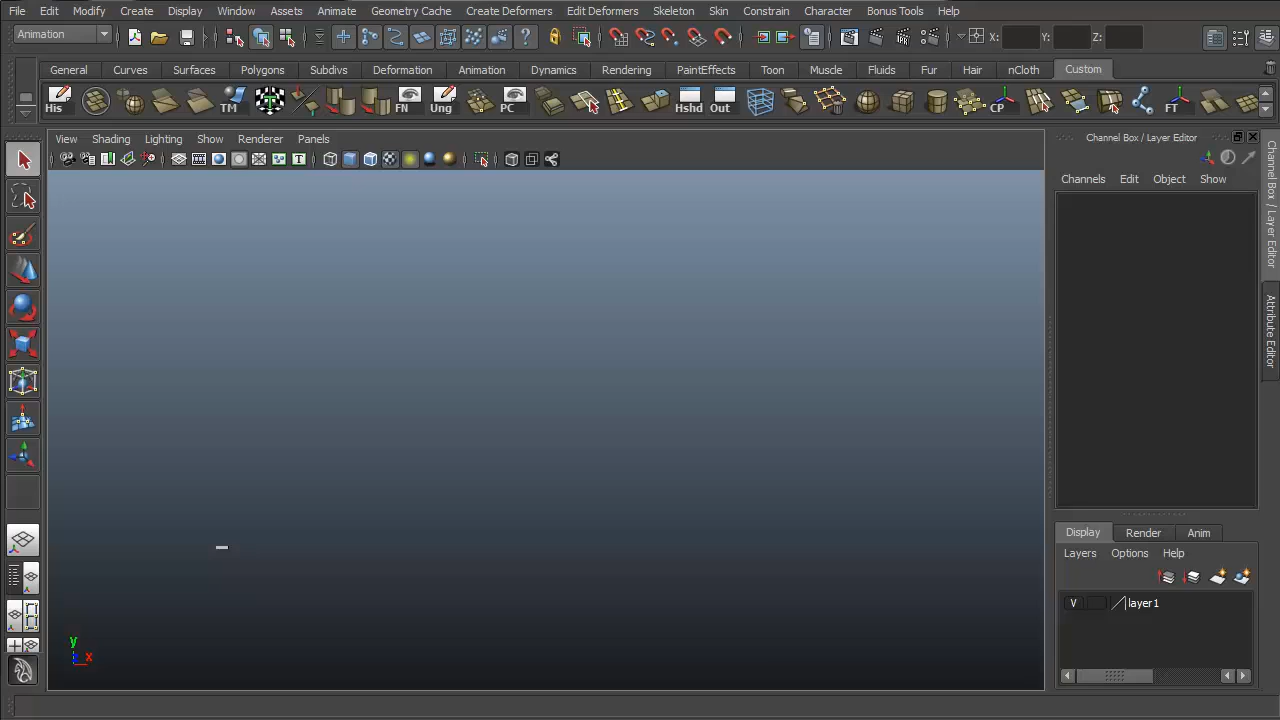 File Edit Modify Create Display Window Assets Animate Geometry Cache Create Deformers Edit Deformers Skeleton Skin Constrain Character Bonus Tools Help
Animation ? X: Y: Z:
General Curves Surfaces Polygons Subdivs Deformation Animation Dynamics Rendering PaintEffects Toon Muscle Fluids Fur Hair nCloth Custom
His TM FN Ung PC Hshd Out CP FT
View Shading Lighting Show Renderer Panels
T
Channel Box / Layer Editor
Channels Edit Object Show
Channel Box / Layer Editor
Attribute Editor
Display Render Anim
Layers Options Help
V layer1
y
x